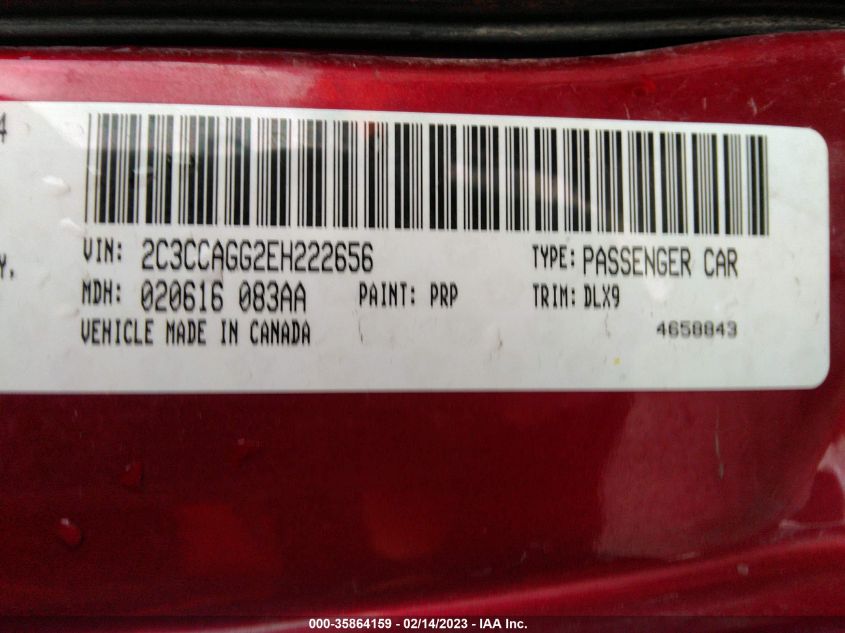 4
VIN: 2C3CCAGG2EH222656 TYPE: PASSENGER CAR
Y.
MDH: 020616 083AA PAINT: PRP TRIM: DLX9
VEHICLE MADE IN CANADA 4658843
000-35864159 — 02/14/2023 — IAA Inc.